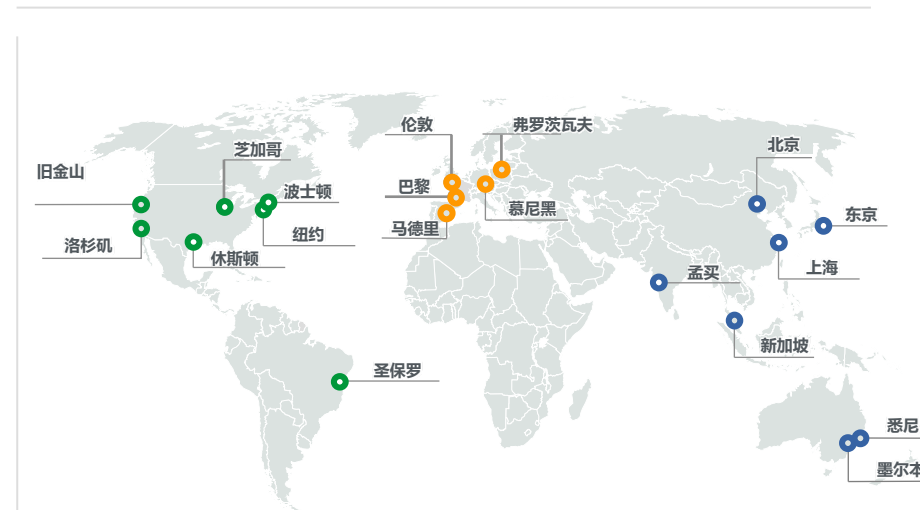 伦敦
弗罗茨瓦夫
芝加哥
北京
旧金山
巴黎
波士顿
慕尼黑
东京
马德里
纽约
洛杉矶
休斯顿
孟买
上海
新加坡
圣保罗
悉尼
墨尔本